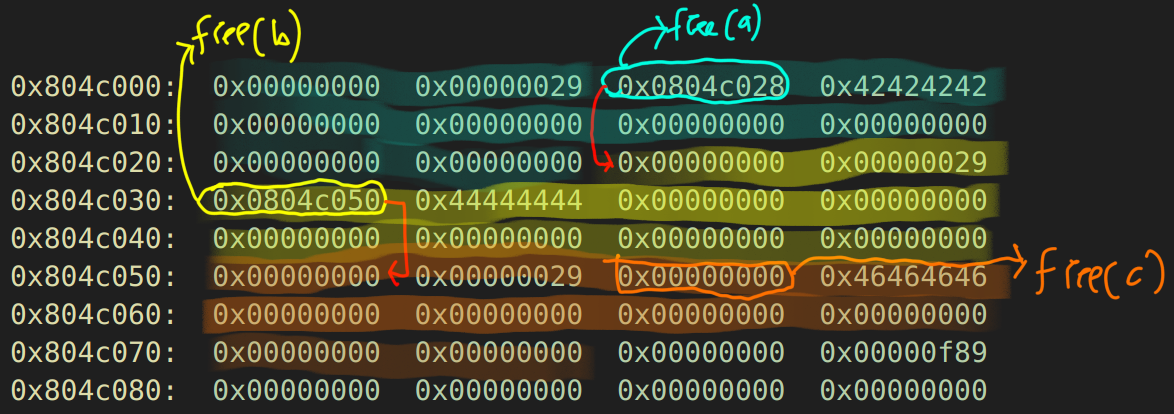 free(b) free(a)
0x804c000: 0x00000000 0x00000029 0x0804c028 0x42424242
0x804c010: 0x00000000 0x00000000 0x00000000 0x00000000
0x804c020: 0x00000000 0x00000000 0x00000000 0x00000029
0x804c030: 0x0804c050 0x44444444 0x00000000 0x00000000
0x804c040: 0x00000000 0x00000000 0x00000000 0x00000000
0x804c050: 0x00000000 0x00000029 0x00000000 0x46464646 free(c)
0x804c060: 0x00000000 0x00000000 0x00000000 0x00000000
0x804c070: 0x00000000 0x00000000 0x00000000 0x00000f89
0x804c080: 0x00000000 0x00000000 0x00000000 0x00000000